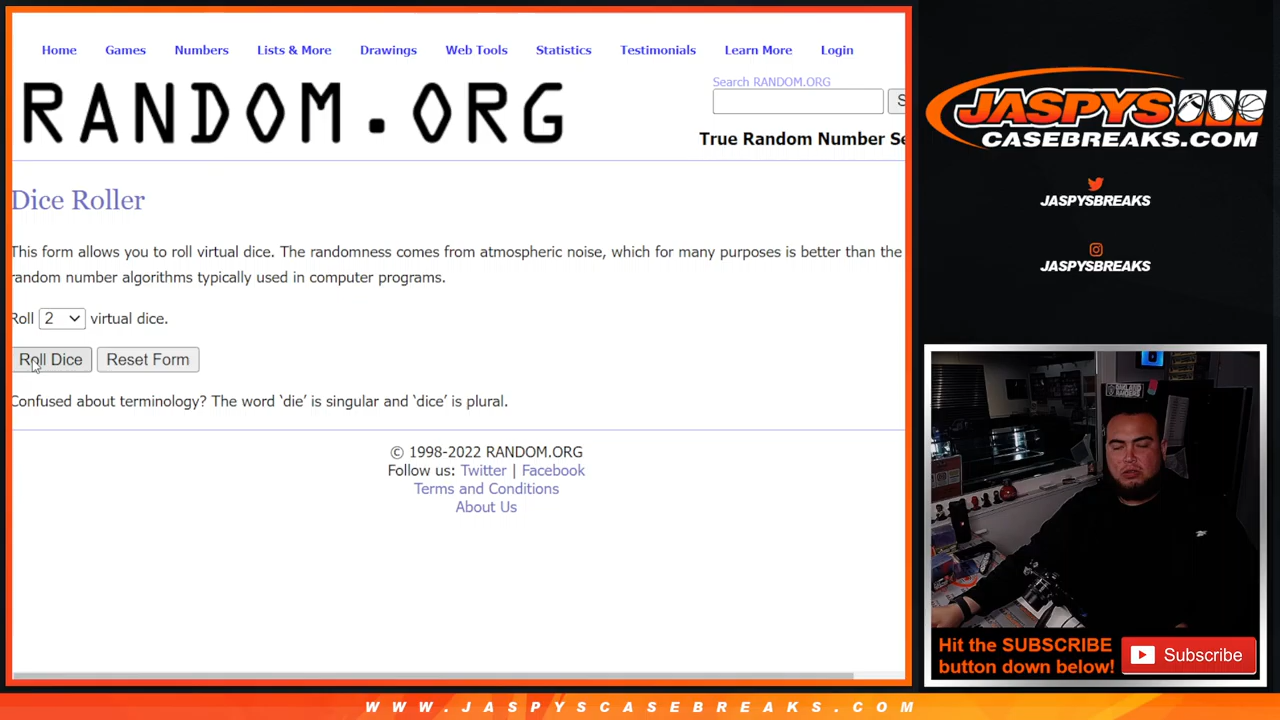 Home Games Numbers Lists & More Drawings Web Tools Statistics Testimonials Learn More Login
RANDOM.ORG
Search RANDOM.ORG
S
True Random Number Se
Dice Roller
This form allows you to roll virtual dice. The randomness comes from atmospheric noise, which for many purposes is better than the
random number algorithms typically used in computer programs.
Roll 2 virtual dice.
Roll Dice Reset Form
Confused about terminology? The word ‘die’ is singular and ‘dice’ is plural.
© 1998-2022 RANDOM.ORG
Follow us: Twitter | Facebook
Terms and Conditions
About Us
JASPYS
CASEBREAKS.COM
JASPYSBREAKS
JASPYSBREAKS
Hit the SUBSCRIBE
button down below!
Subscribe
WWW.JASPYSCASEBREAKS.COM